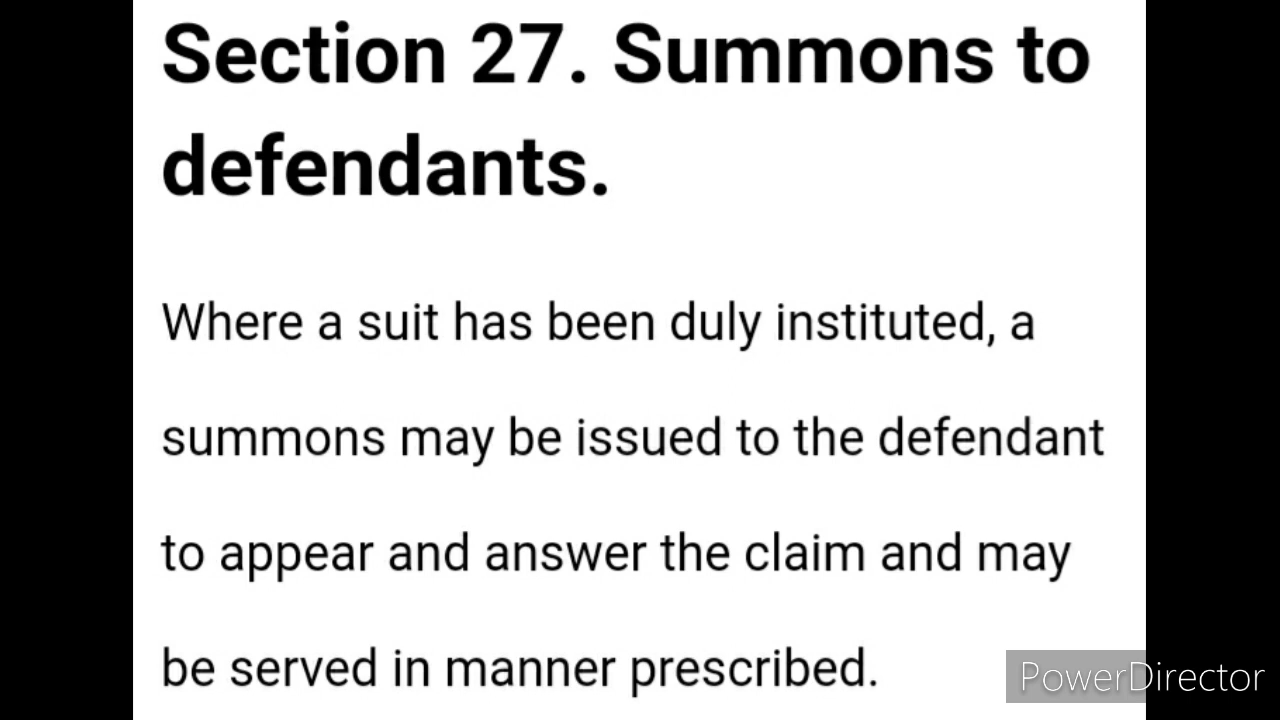 Section 27. Summons to
defendants.
Where a suit has been duly instituted, a
summons may be issued to the defendant
to appear and answer the claim and may
be served in manner prescribed.
PowerDirector